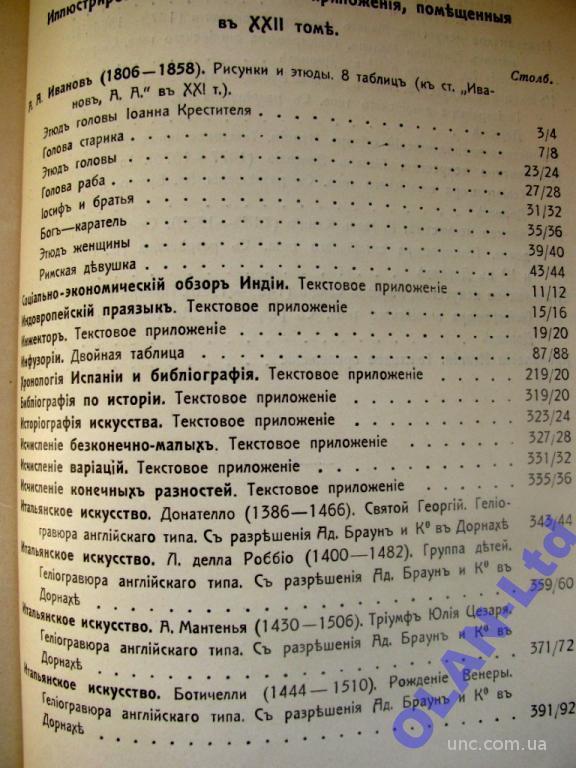 приложенія, помѣщенныя
въ XXII томѣ.
Столб.
А. А. Ивановъ (1806—1858). Рисунки и этюды. 8 таблицъ (къ ст. „Ива-
новъ, А. А.“ въ XXI т.).
Этюдъ головы Іоанна Крестителя . . . . . . . . . . 3/4
Голова старика . . . . . . . . . . 7/8
Этюдъ головы . . . . . . . . . . 23/24
Голова раба . . . . . . . . . . 27/28
Іосифъ и братья . . . . . . . . . . 31/32
Богъ—каратель . . . . . . . . . . 35/36
Этюдъ женщины . . . . . . . . . . 39/40
Римская дѣвушка . . . . . . . . . . 43/44
Соціально-экономическій обзоръ Индіи. Текстовое приложеніе . . . 11/12
Индоевропейскій праязыкъ. Текстовое приложеніе . . . . . 15/16
Инжекторъ. Текстовое приложеніе . . . . . . . 19/20
Инфузоріи. Двойная таблица . . . . . . . . . 87/88
Хронологія Испаніи и библіографія. Текстовое приложеніе . . . 219/20
Библіографія по исторіи. Текстовое приложеніе . . . . . 319/20
Исторіографія искусства. Текстовое приложеніе . . . . . 323/24
Исчисленіе безконечно-малыхъ. Текстовое приложеніе . . . . 327/28
Исчисленіе варіацій. Текстовое приложеніе . . . . . . 331/32
Исчисленіе конечныхъ разностей. Текстовое приложеніе . . . . 335/36
Итальянское искусство. Донателло (1386—1466). Святой Георгій. Геліо-
гравюра англійскаго типа. Съ разрѣшенія Ад. Браунъ и Кº въ Дорнахѣ 343/44
Итальянское искусство. Л. делла Роббіо (1400—1482). Группа дѣтей.
Геліогравюра англійскаго типа. Съ разрѣшенія Ад. Браунъ и Кº въ
Дорнахѣ . . . . . . . . . . 359/60
Итальянское искусство. А. Мантенья (1430—1506). Тріумфъ Юлія Цезаря.
Геліогравюра англійскаго типа. Съ разрѣшенія Ад. Браунъ и Кº въ
Дорнахѣ . . . . . . . . . . 371/72
Итальянское искусство. Ботичелли (1444—1510). Рожденіе Венеры.
Геліогравюра англійскаго типа. Съ разрѣшенія Ад. Браунъ и Кº въ
Дорнахѣ . . . . . . . . . . 391/92
OLAN-Ltd
unc.com.ua